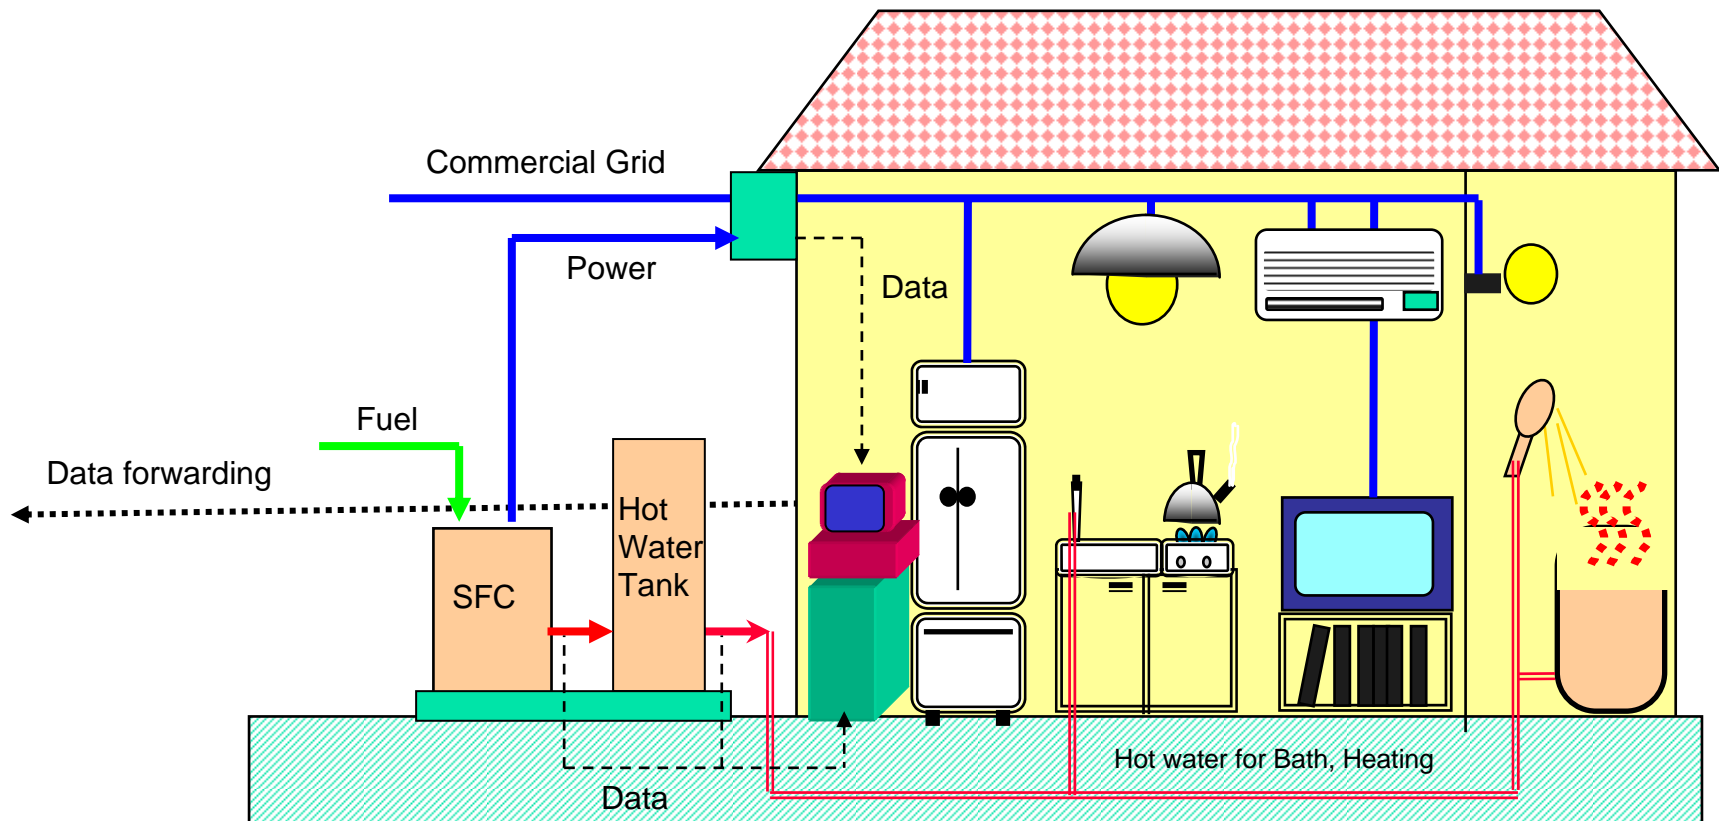 Commercial Grid
Power
Data
Fuel
Data forwarding
Hot
Water
Tank
SFC
Hot water for Bath, Heating
Data